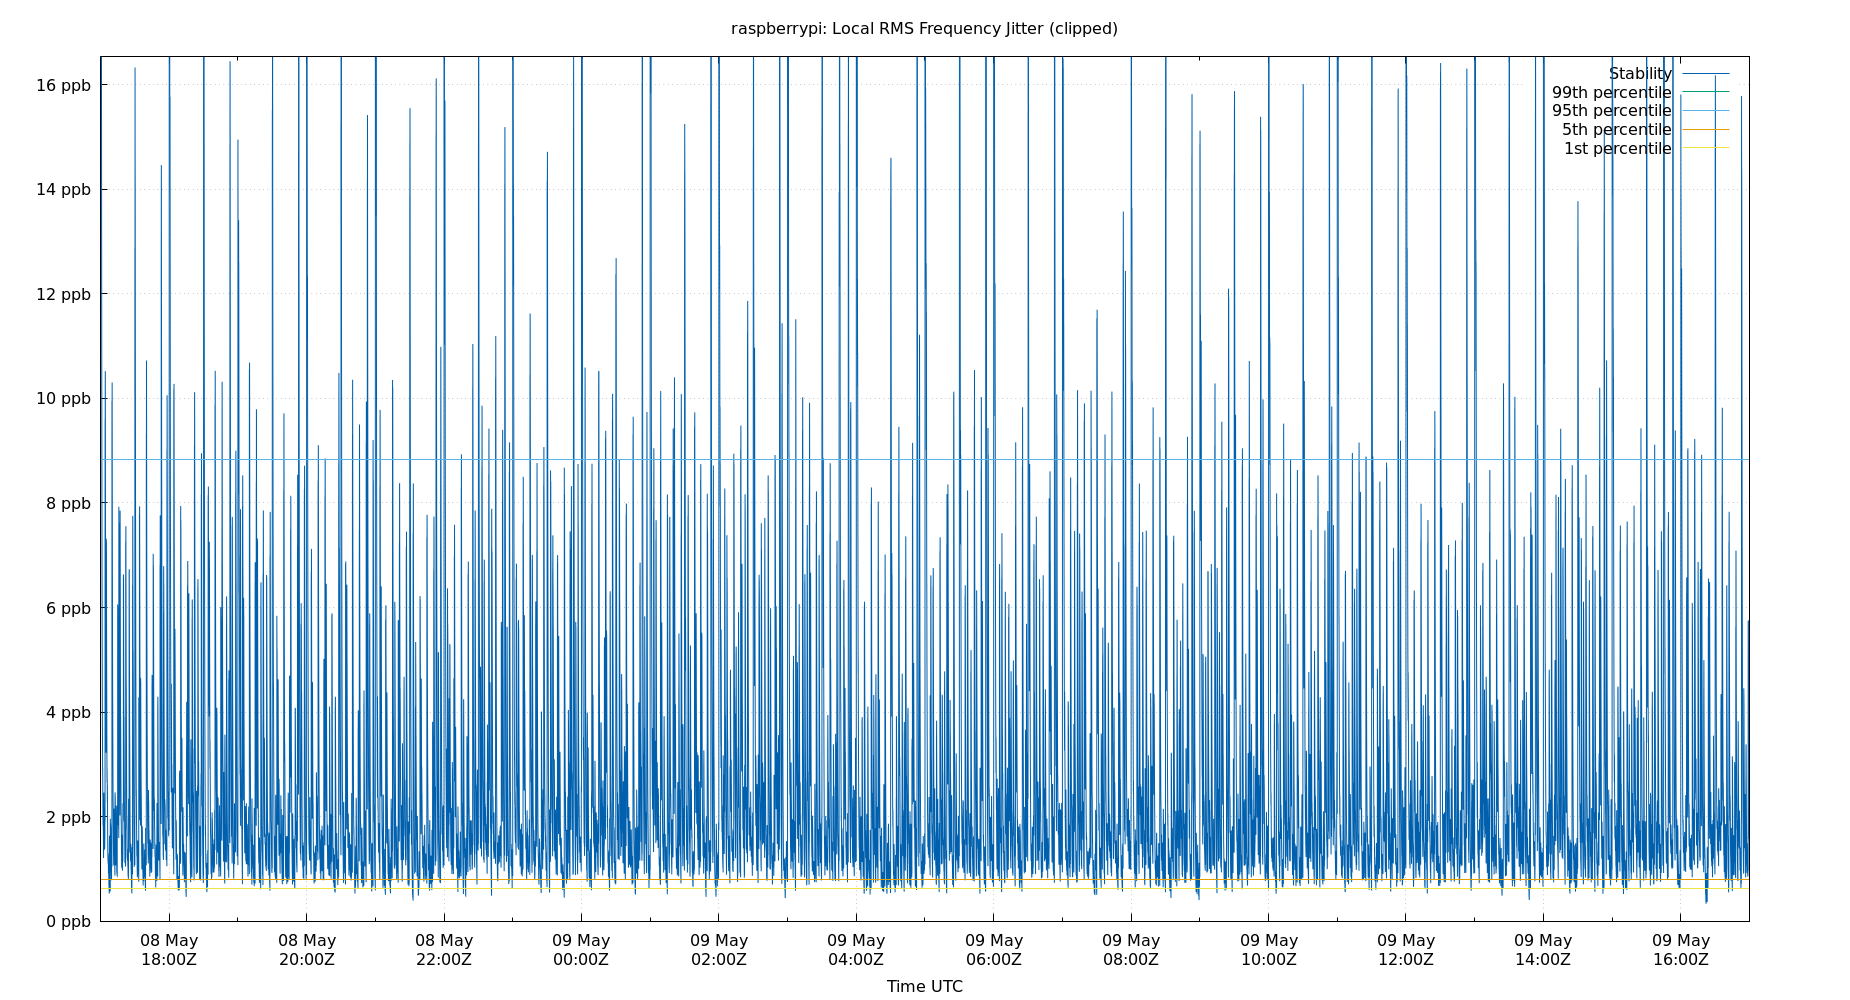 raspberrypi: Local RMS Frequency Jitter (clipped)
Stability
99th percentile
95th percentile
5th percentile
1st percentile
16 ppb
14 ppb
12 ppb
10 ppb
8 ppb
6 ppb
4 ppb
2 ppb
0 ppb
08 May 08 May 08 May 09 May 09 May 09 May 09 May 09 May 09 May 09 May 09 May 09 May
18:00Z 20:00Z 22:00Z 00:00Z 02:00Z 04:00Z 06:00Z 08:00Z 10:00Z 12:00Z 14:00Z 16:00Z
Time UTC